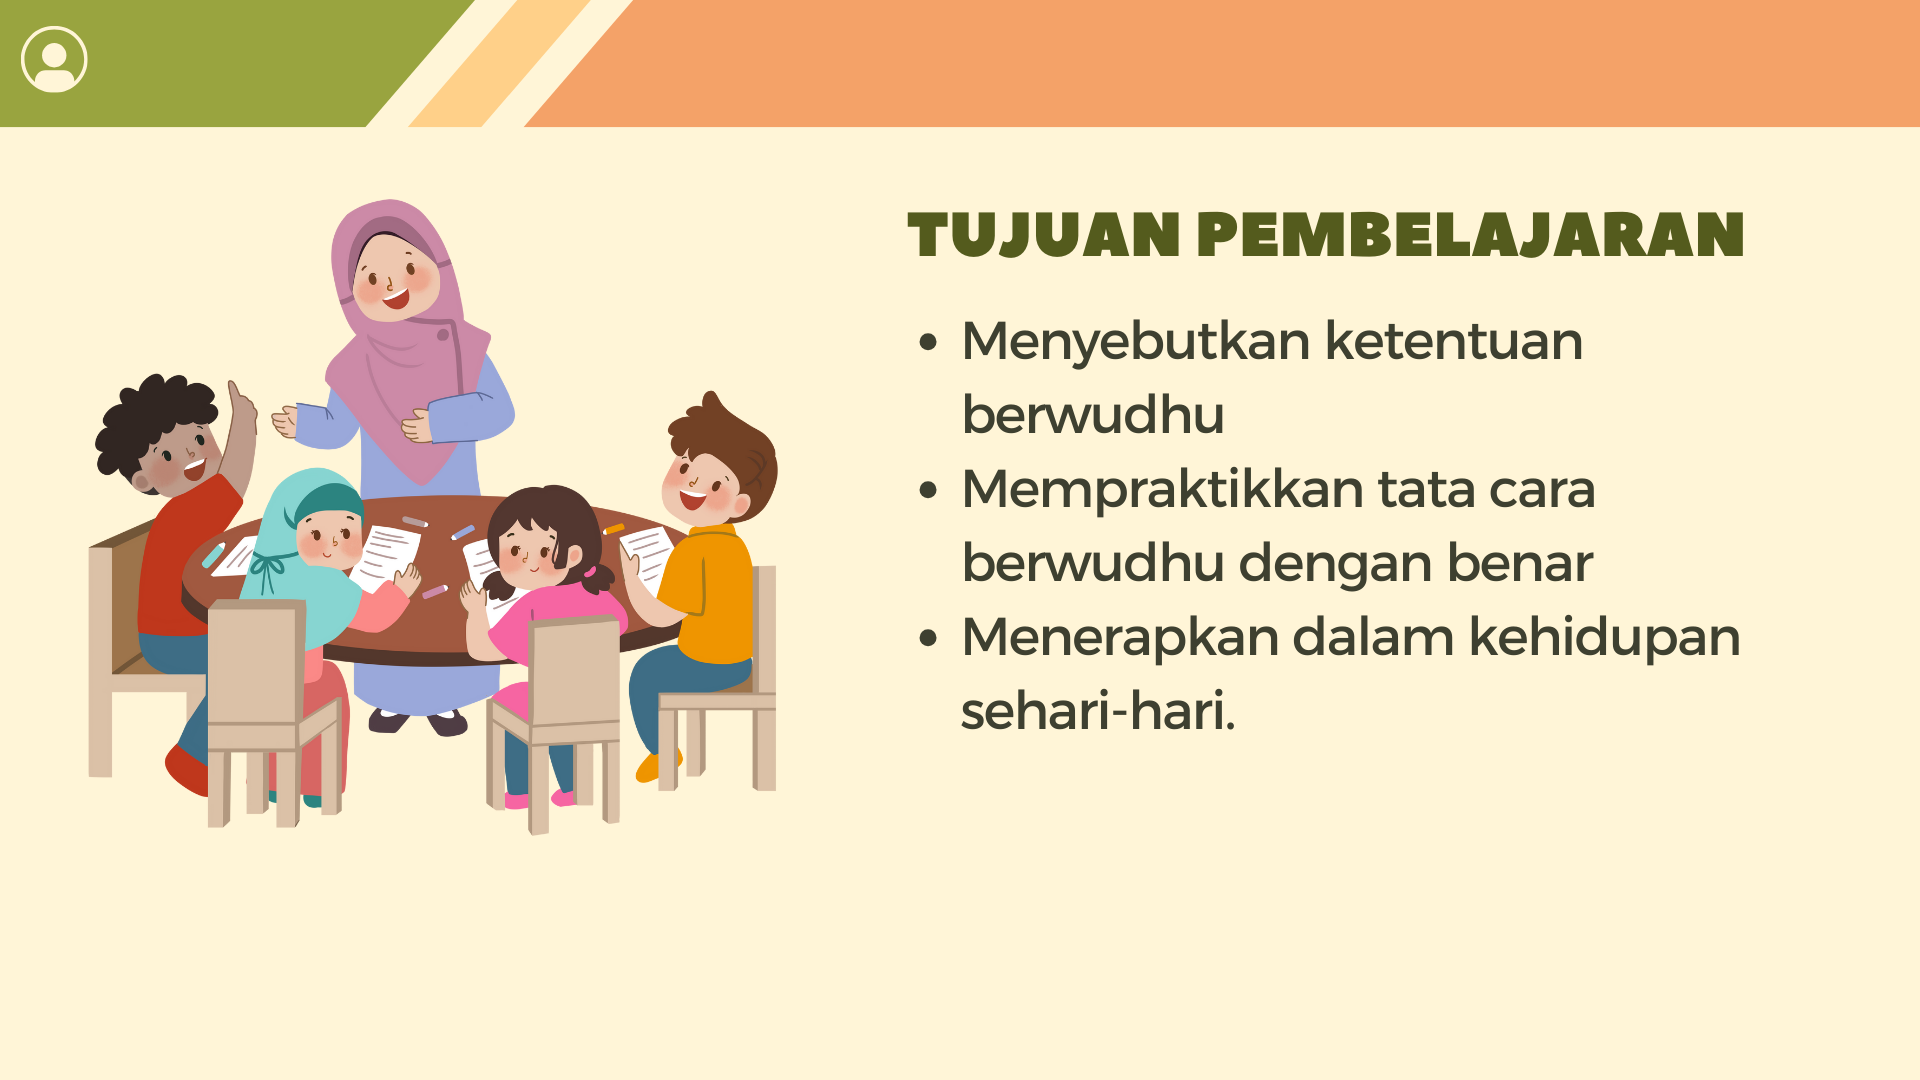 TUJUAN PEMBELAJARAN
• Menyebutkan ketentuan
berwudhu
• Mempraktikkan tata cara
berwudhu dengan benar
• Menerapkan dalam kehidupan
sehari-hari.